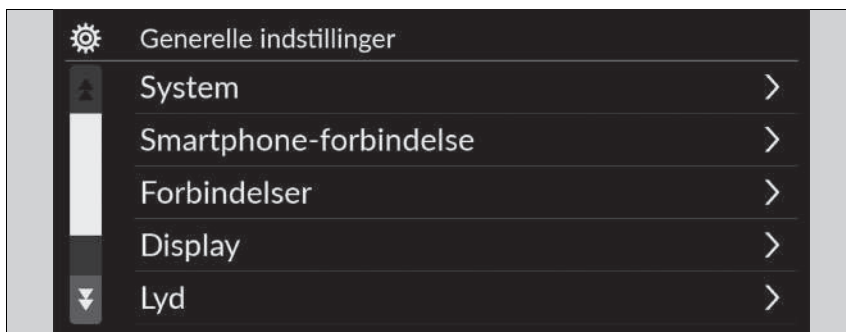 Generelle indstillinger
System
Smartphone-forbindelse
Forbindelser
Display
Lyd